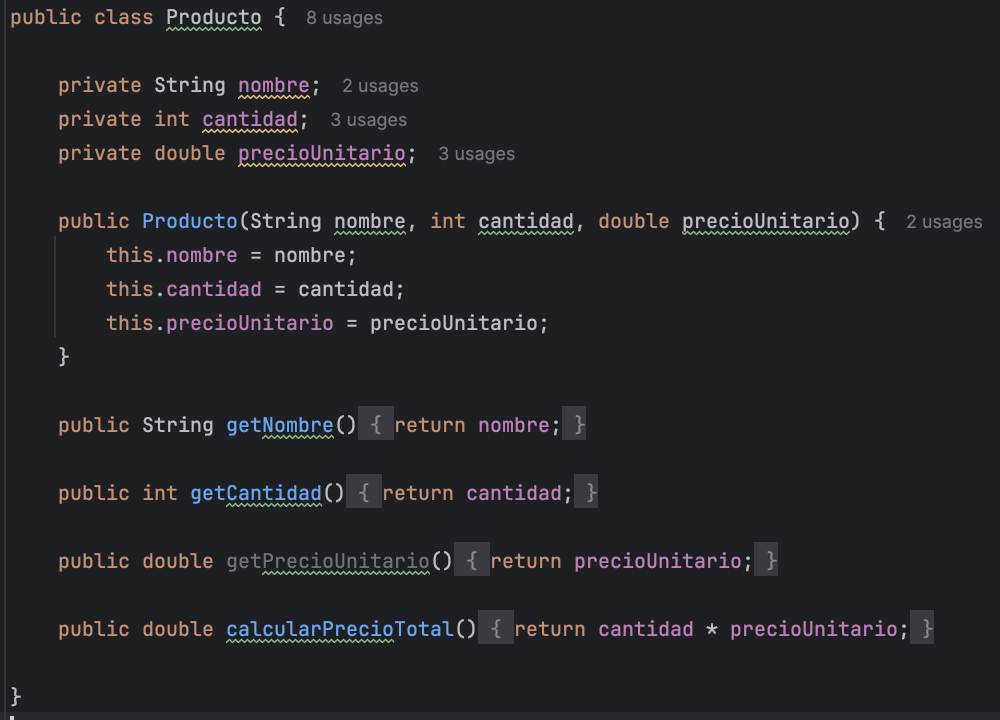 public class Producto {  8 usages
private String nombre;  2 usages
private int cantidad;  3 usages
private double precioUnitario;  3 usages
public Producto(String nombre, int cantidad, double precioUnitario) {  2 usages
this.nombre = nombre;
this.cantidad = cantidad;
this.precioUnitario = precioUnitario;
}
public String getNombre() { return nombre; }
public int getCantidad() { return cantidad; }
public double getPrecioUnitario() { return precioUnitario; }
public double calcularPrecioTotal() { return cantidad * precioUnitario; }
}